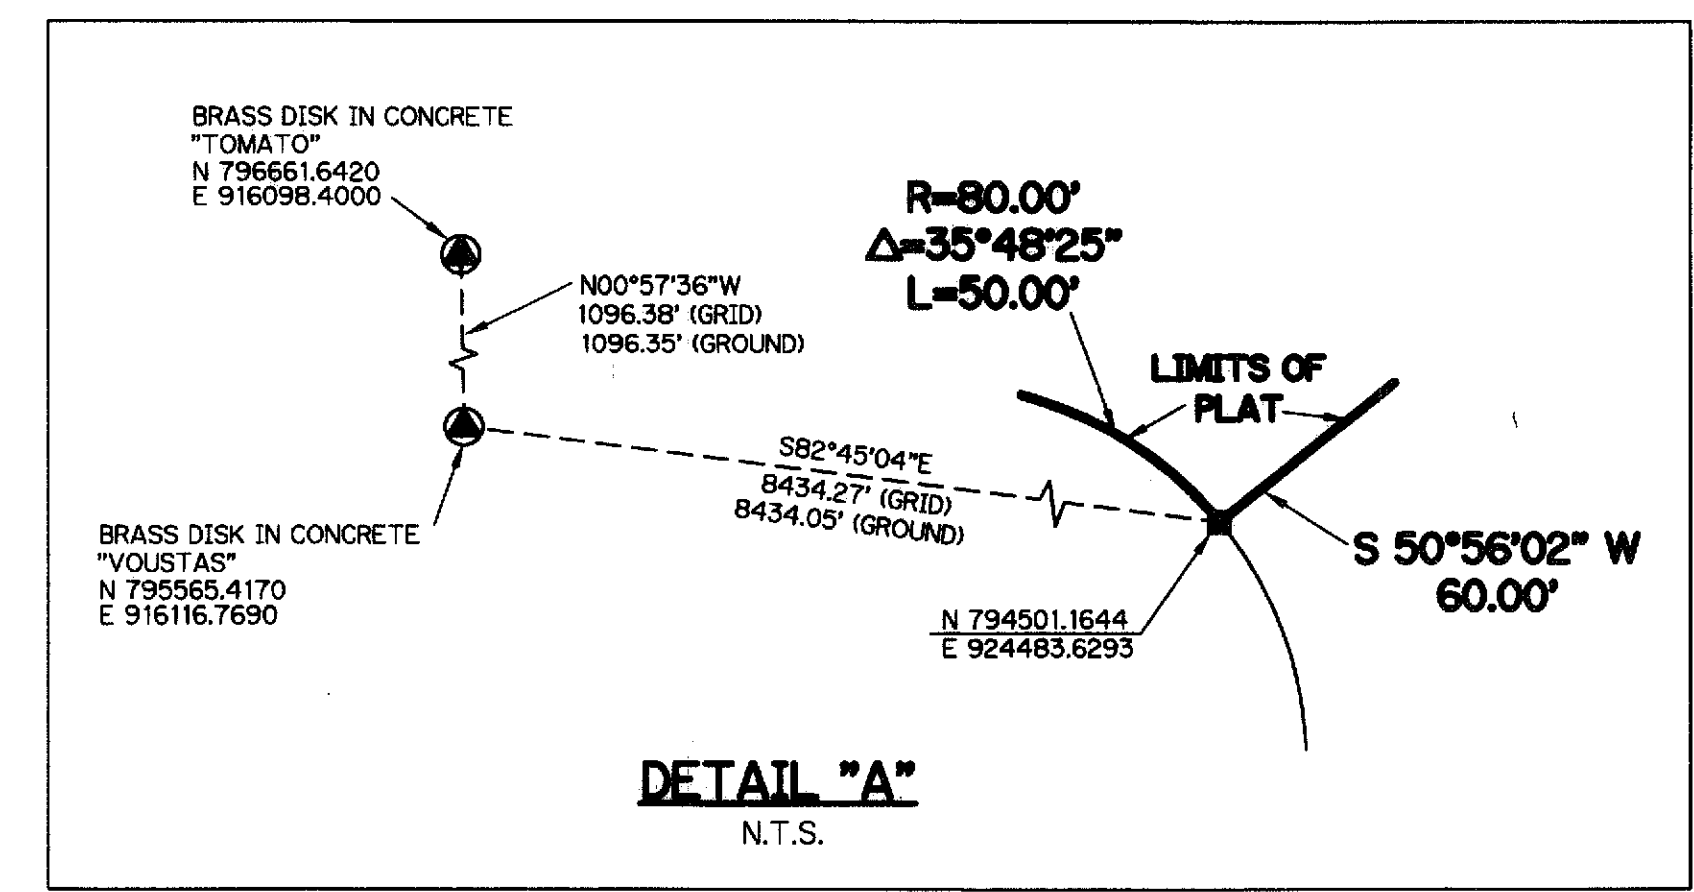 BRASS DISK IN CONCRETE
"TOMATO"
N 796661.6420
E 916098.4000
N00°57'36"W
1096.38' (GRID)
1096.35' (GROUND)
R=80.00'
Δ=35°48'25"
L=50.00'
LIMITS OF
PLAT
S82°45'04"E
8434.27' (GRID)
8434.05' (GROUND)
BRASS DISK IN CONCRETE
"VOUSTAS"
N 795565.4170
E 916116.7690
S 50°56'02" W
60.00'
N 794501.1644
E 924483.6293
DETAIL "A"
N.T.S.